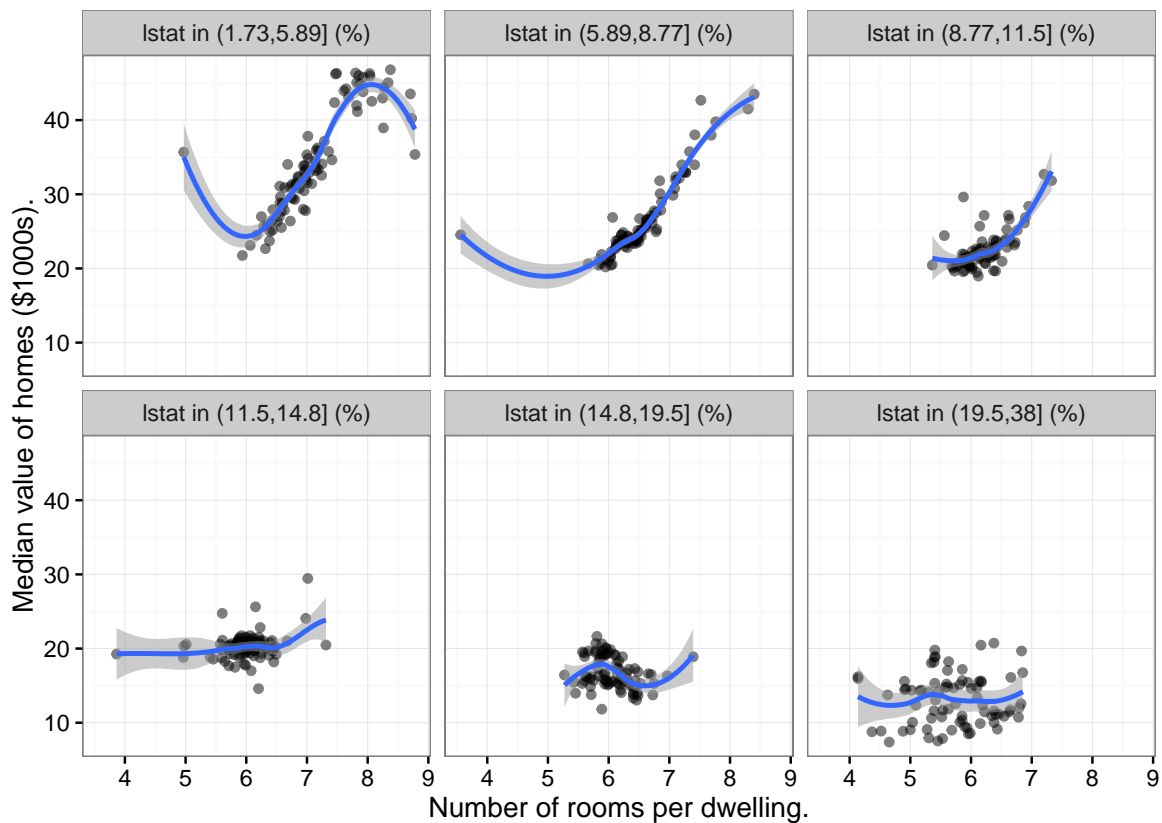 lstat in (1.73,5.89] (%)
lstat in (5.89,8.77] (%)
lstat in (8.77,11.5] (%)
40
30
20
10
lstat in (11.5,14.8] (%)
lstat in (14.8,19.5] (%)
lstat in (19.5,38] (%)
40
30
20
10
4 5 6 7 8 9
4 5 6 7 8 9
4 5 6 7 8 9
Number of rooms per dwelling.
Median value of homes ($1000s).